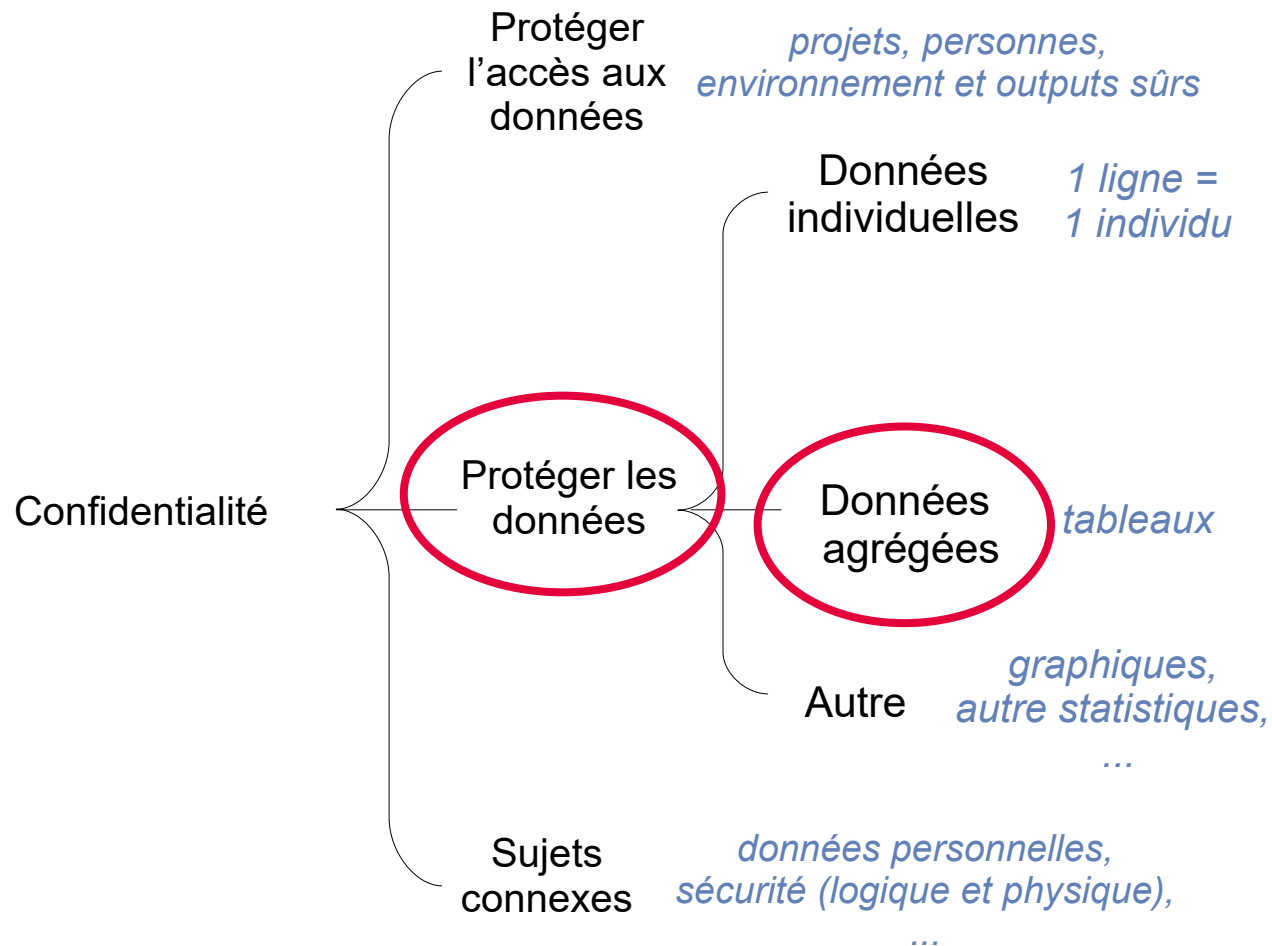 Protéger
l’accès aux
données
projets, personnes,
environnement et outputs sûrs
Données
individuelles
1 ligne =
1 individu
Confidentialité
Protéger les
données
Données
agrégées
tableaux
Autre
graphiques,
autre statistiques,
...
Sujets
connexes
données personnelles,
sécurité (logique et physique),
...